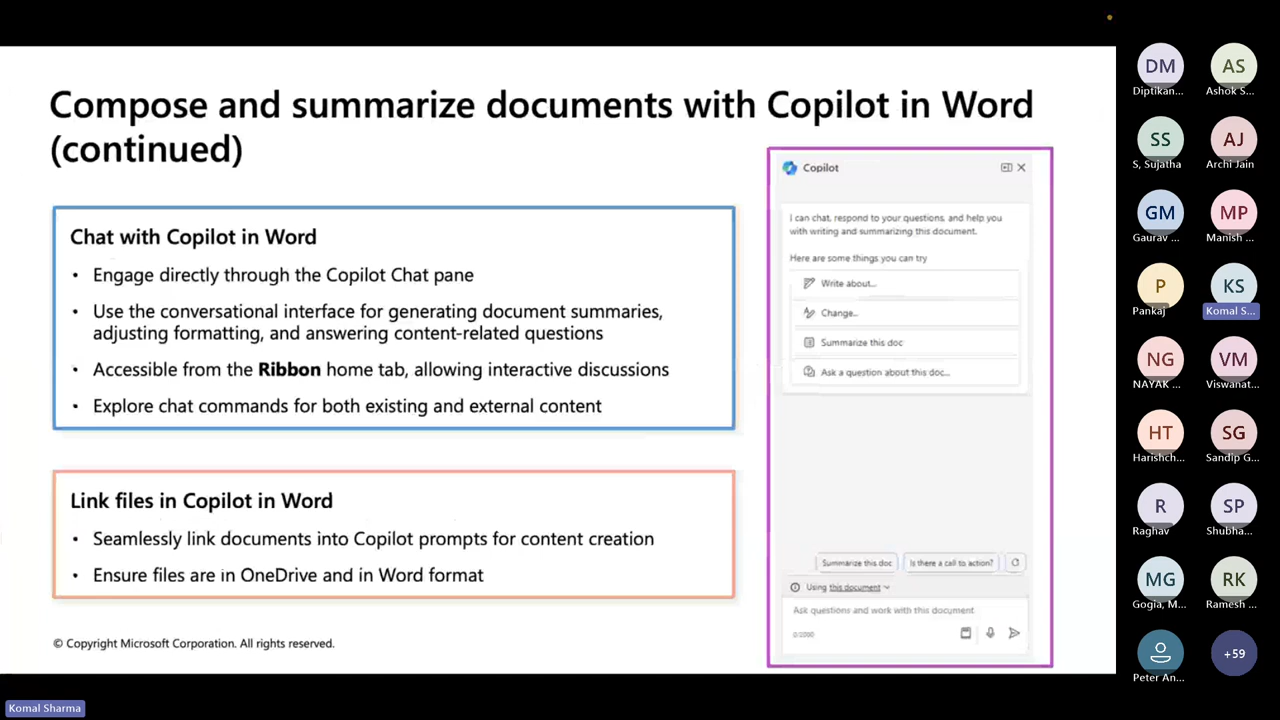 Compose and summarize documents with Copilot in Word
(continued)
Chat with Copilot in Word
• Engage directly through the Copilot Chat pane
• Use the conversational interface for generating document summaries,
adjusting formatting, and answering content-related questions
• Accessible from the Ribbon home tab, allowing interactive discussions
• Explore chat commands for both existing and external content
Link files in Copilot in Word
• Seamlessly link documents into Copilot prompts for content creation
• Ensure files are in OneDrive and in Word format
© Copyright Microsoft Corporation. All rights reserved.
Copilot
I can chat, respond to your questions, and help you
with writing and summarizing this document.
Here are some things you can try
Write about...
Change...
Summarize this doc
Ask a question about this doc...
Summarize this doc
Is there a call to action?
Using this document
Ask questions and work with this document
0/2000
DM
Diptikan...
AS
Ashok S...
SS
S, Sujatha
AJ
Archi Jain
GM
Gaurav ...
MP
Manish ...
P
Pankaj
KS
Komal S...
NG
NAYAK ...
VM
Viswanat...
HT
Harishch...
SG
Sandip G...
R
Raghav
SP
Shubha...
MG
Gogia, M...
RK
Ramesh ...
Peter An...
+59
Komal Sharma